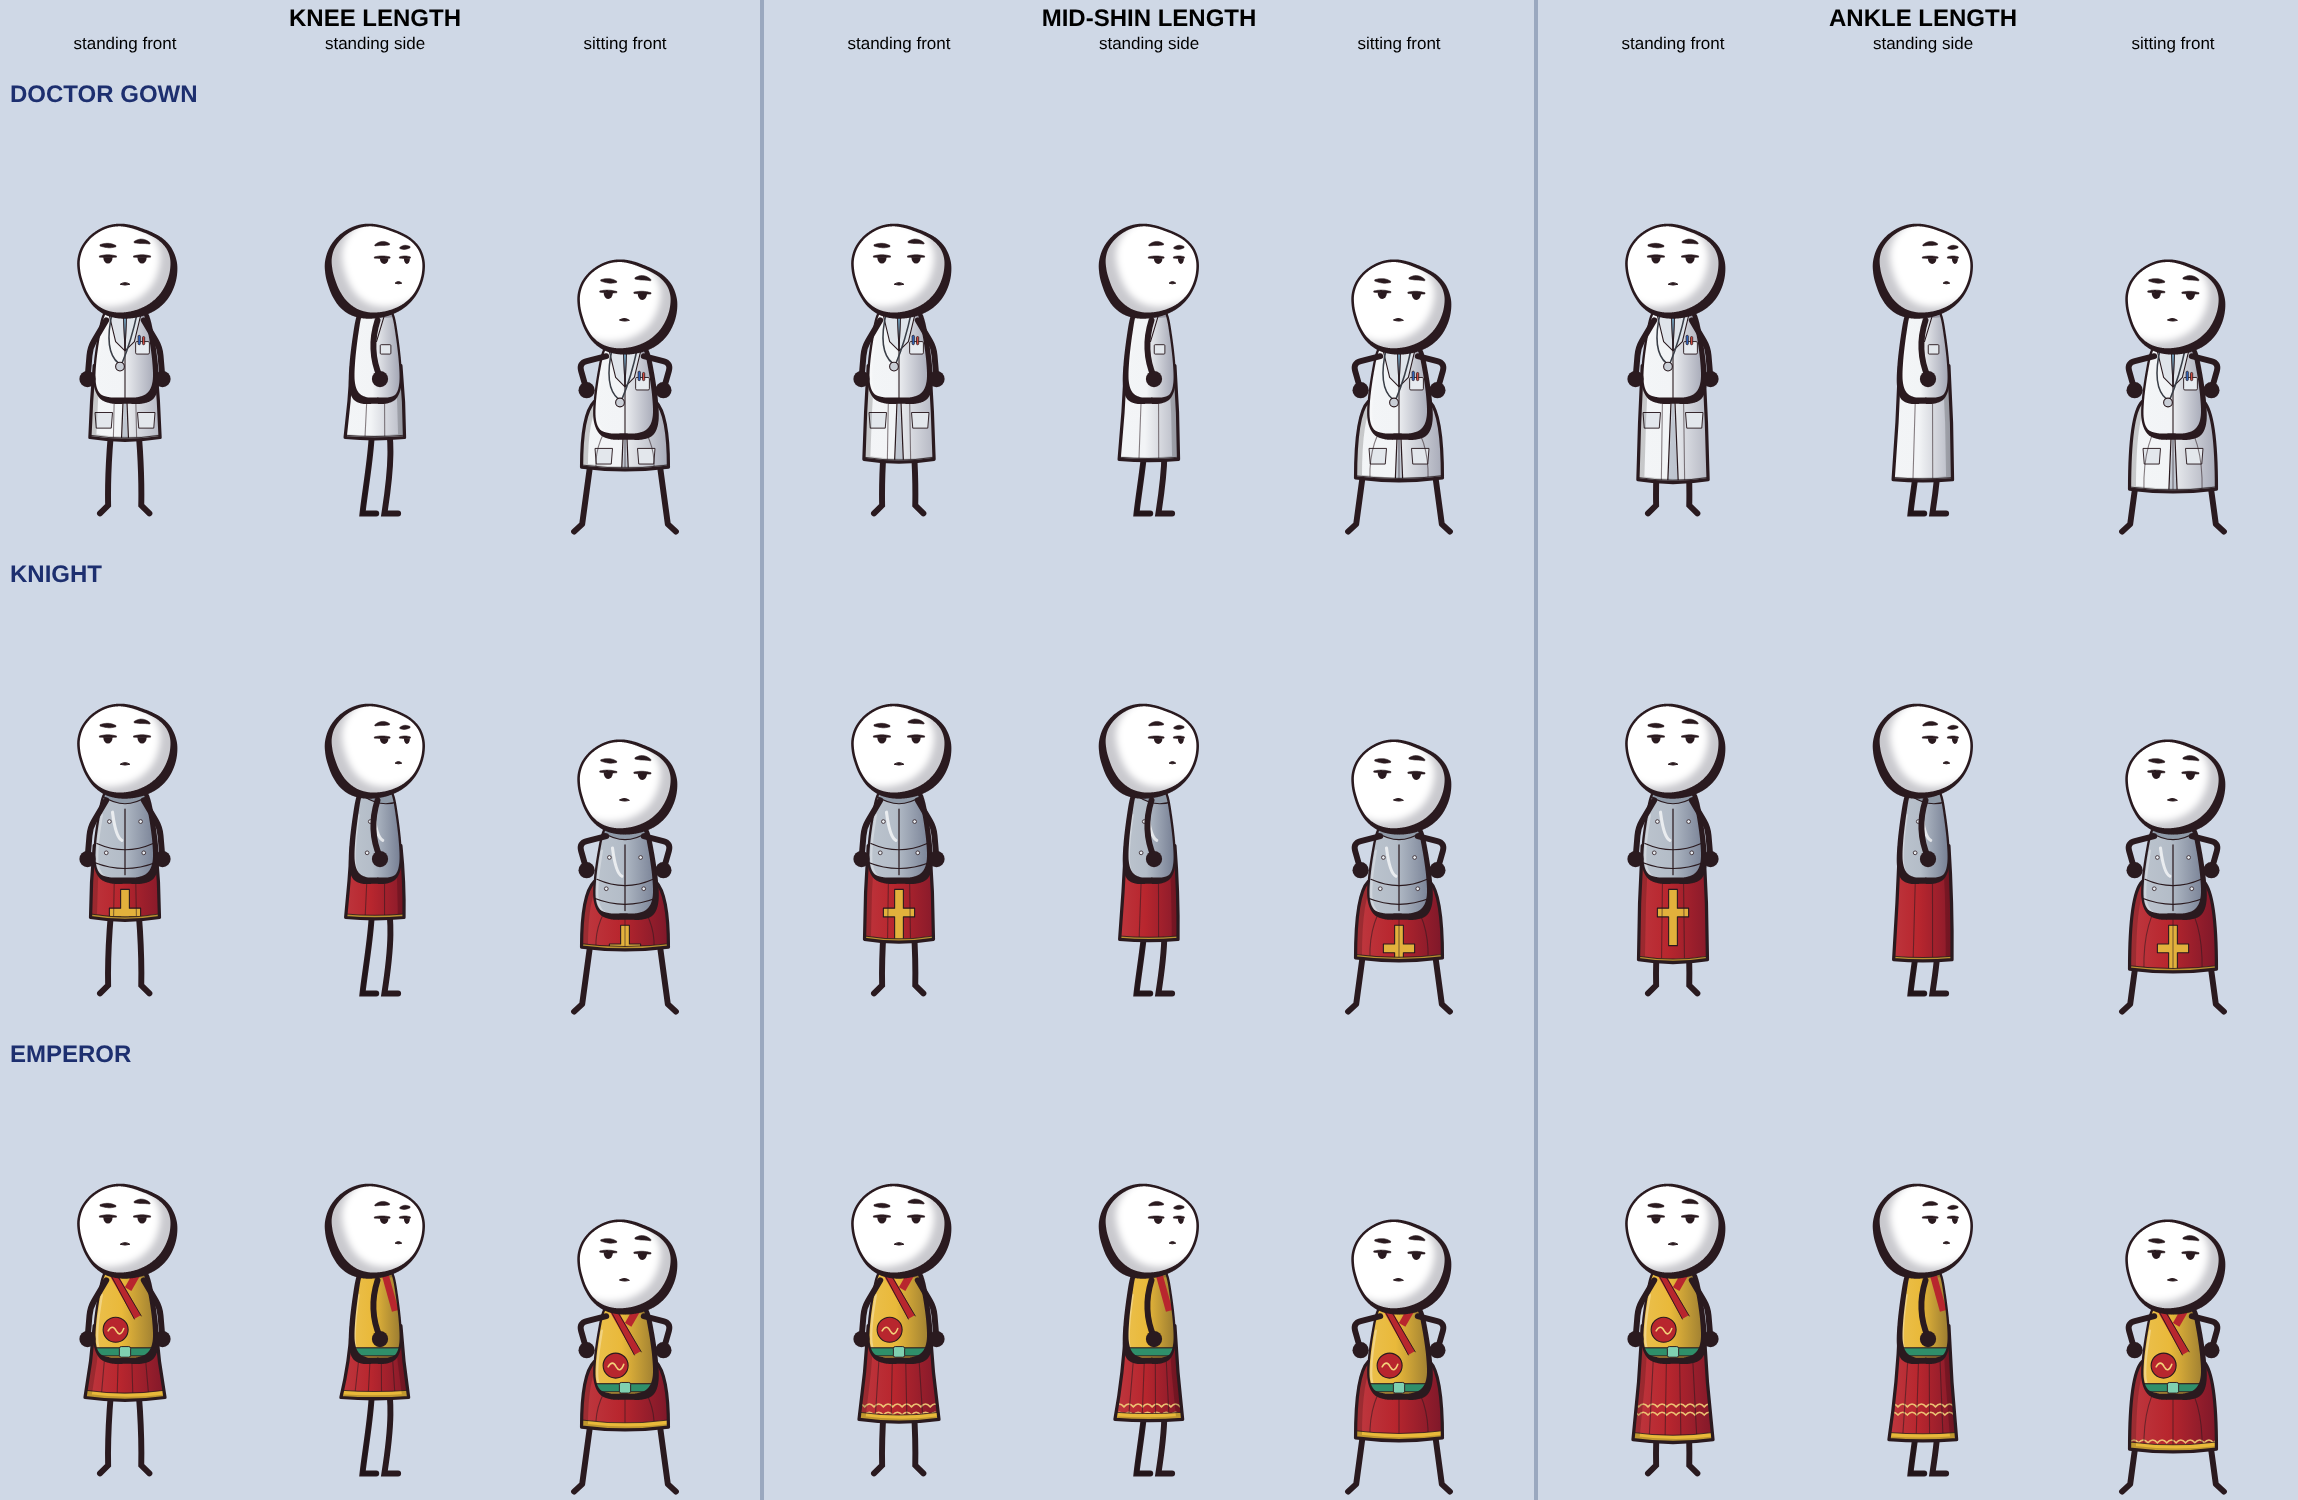 KNEE LENGTH
standing front standing side sitting front
MID-SHIN LENGTH
standing front standing side sitting front
ANKLE LENGTH
standing front standing side sitting front
DOCTOR GOWN
KNIGHT
EMPEROR